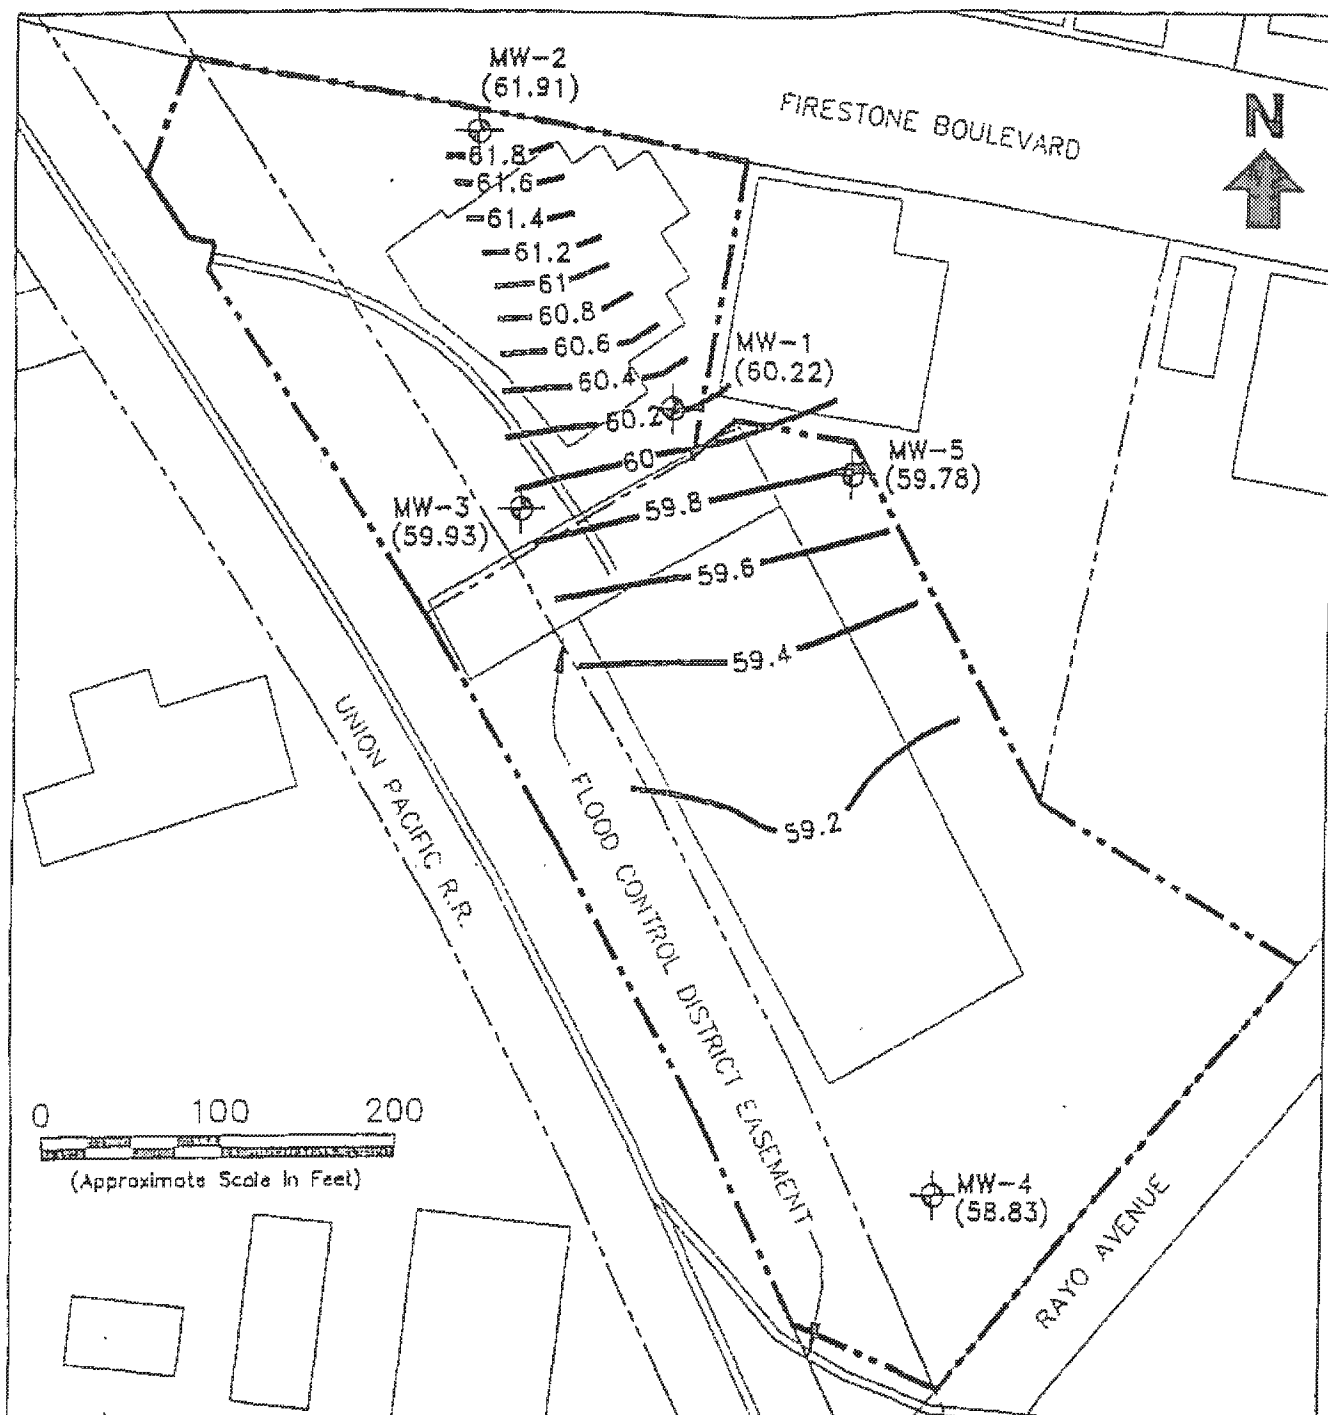 MW-2
(61.91)
FIRESTONE BOULEVARD
N
61.8
61.6
61.4
61.2
61
60.8
60.6
60.4
60.2
MW-1
(60.22)
60
MW-5
(59.78)
MW-3
(59.93)
59.8
59.6
59.4
59.2
UNION PACIFIC R.R.
FLOOD CONTROL DISTRICT EASEMENT
0 100 200
(Approximate Scale in Feet)
MW-4
(58.83)
RAYO AVENUE